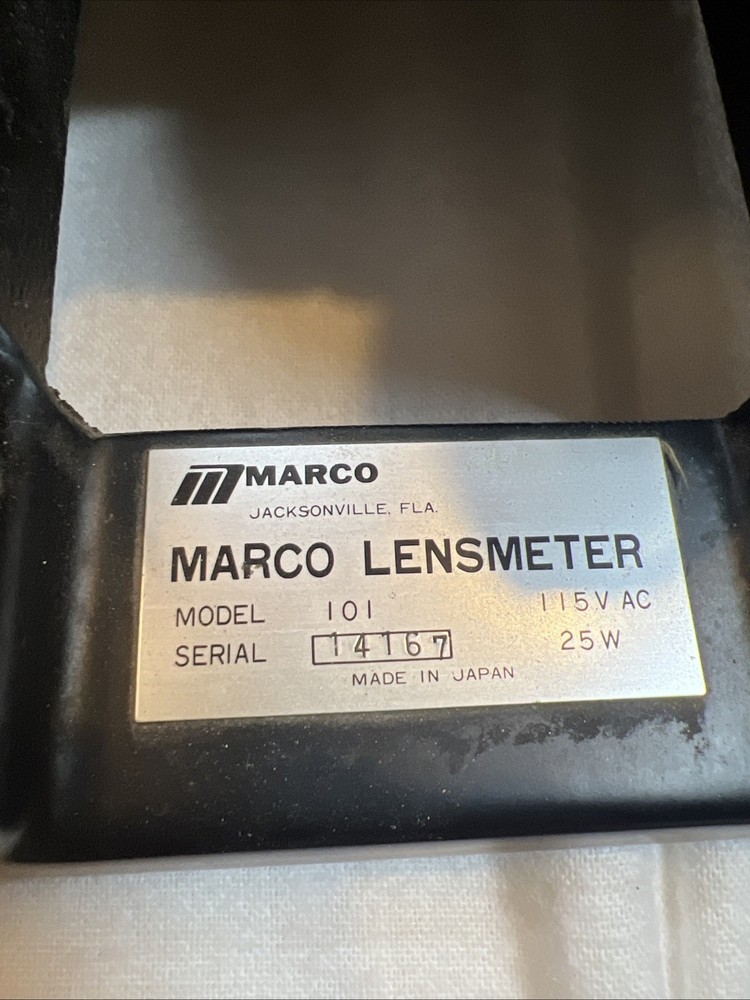 MARCO
JACKSONVILLE, FLA.
MARCO LENSMETER
MODEL 101 115V AC
SERIAL 14167 25W
MADE IN JAPAN